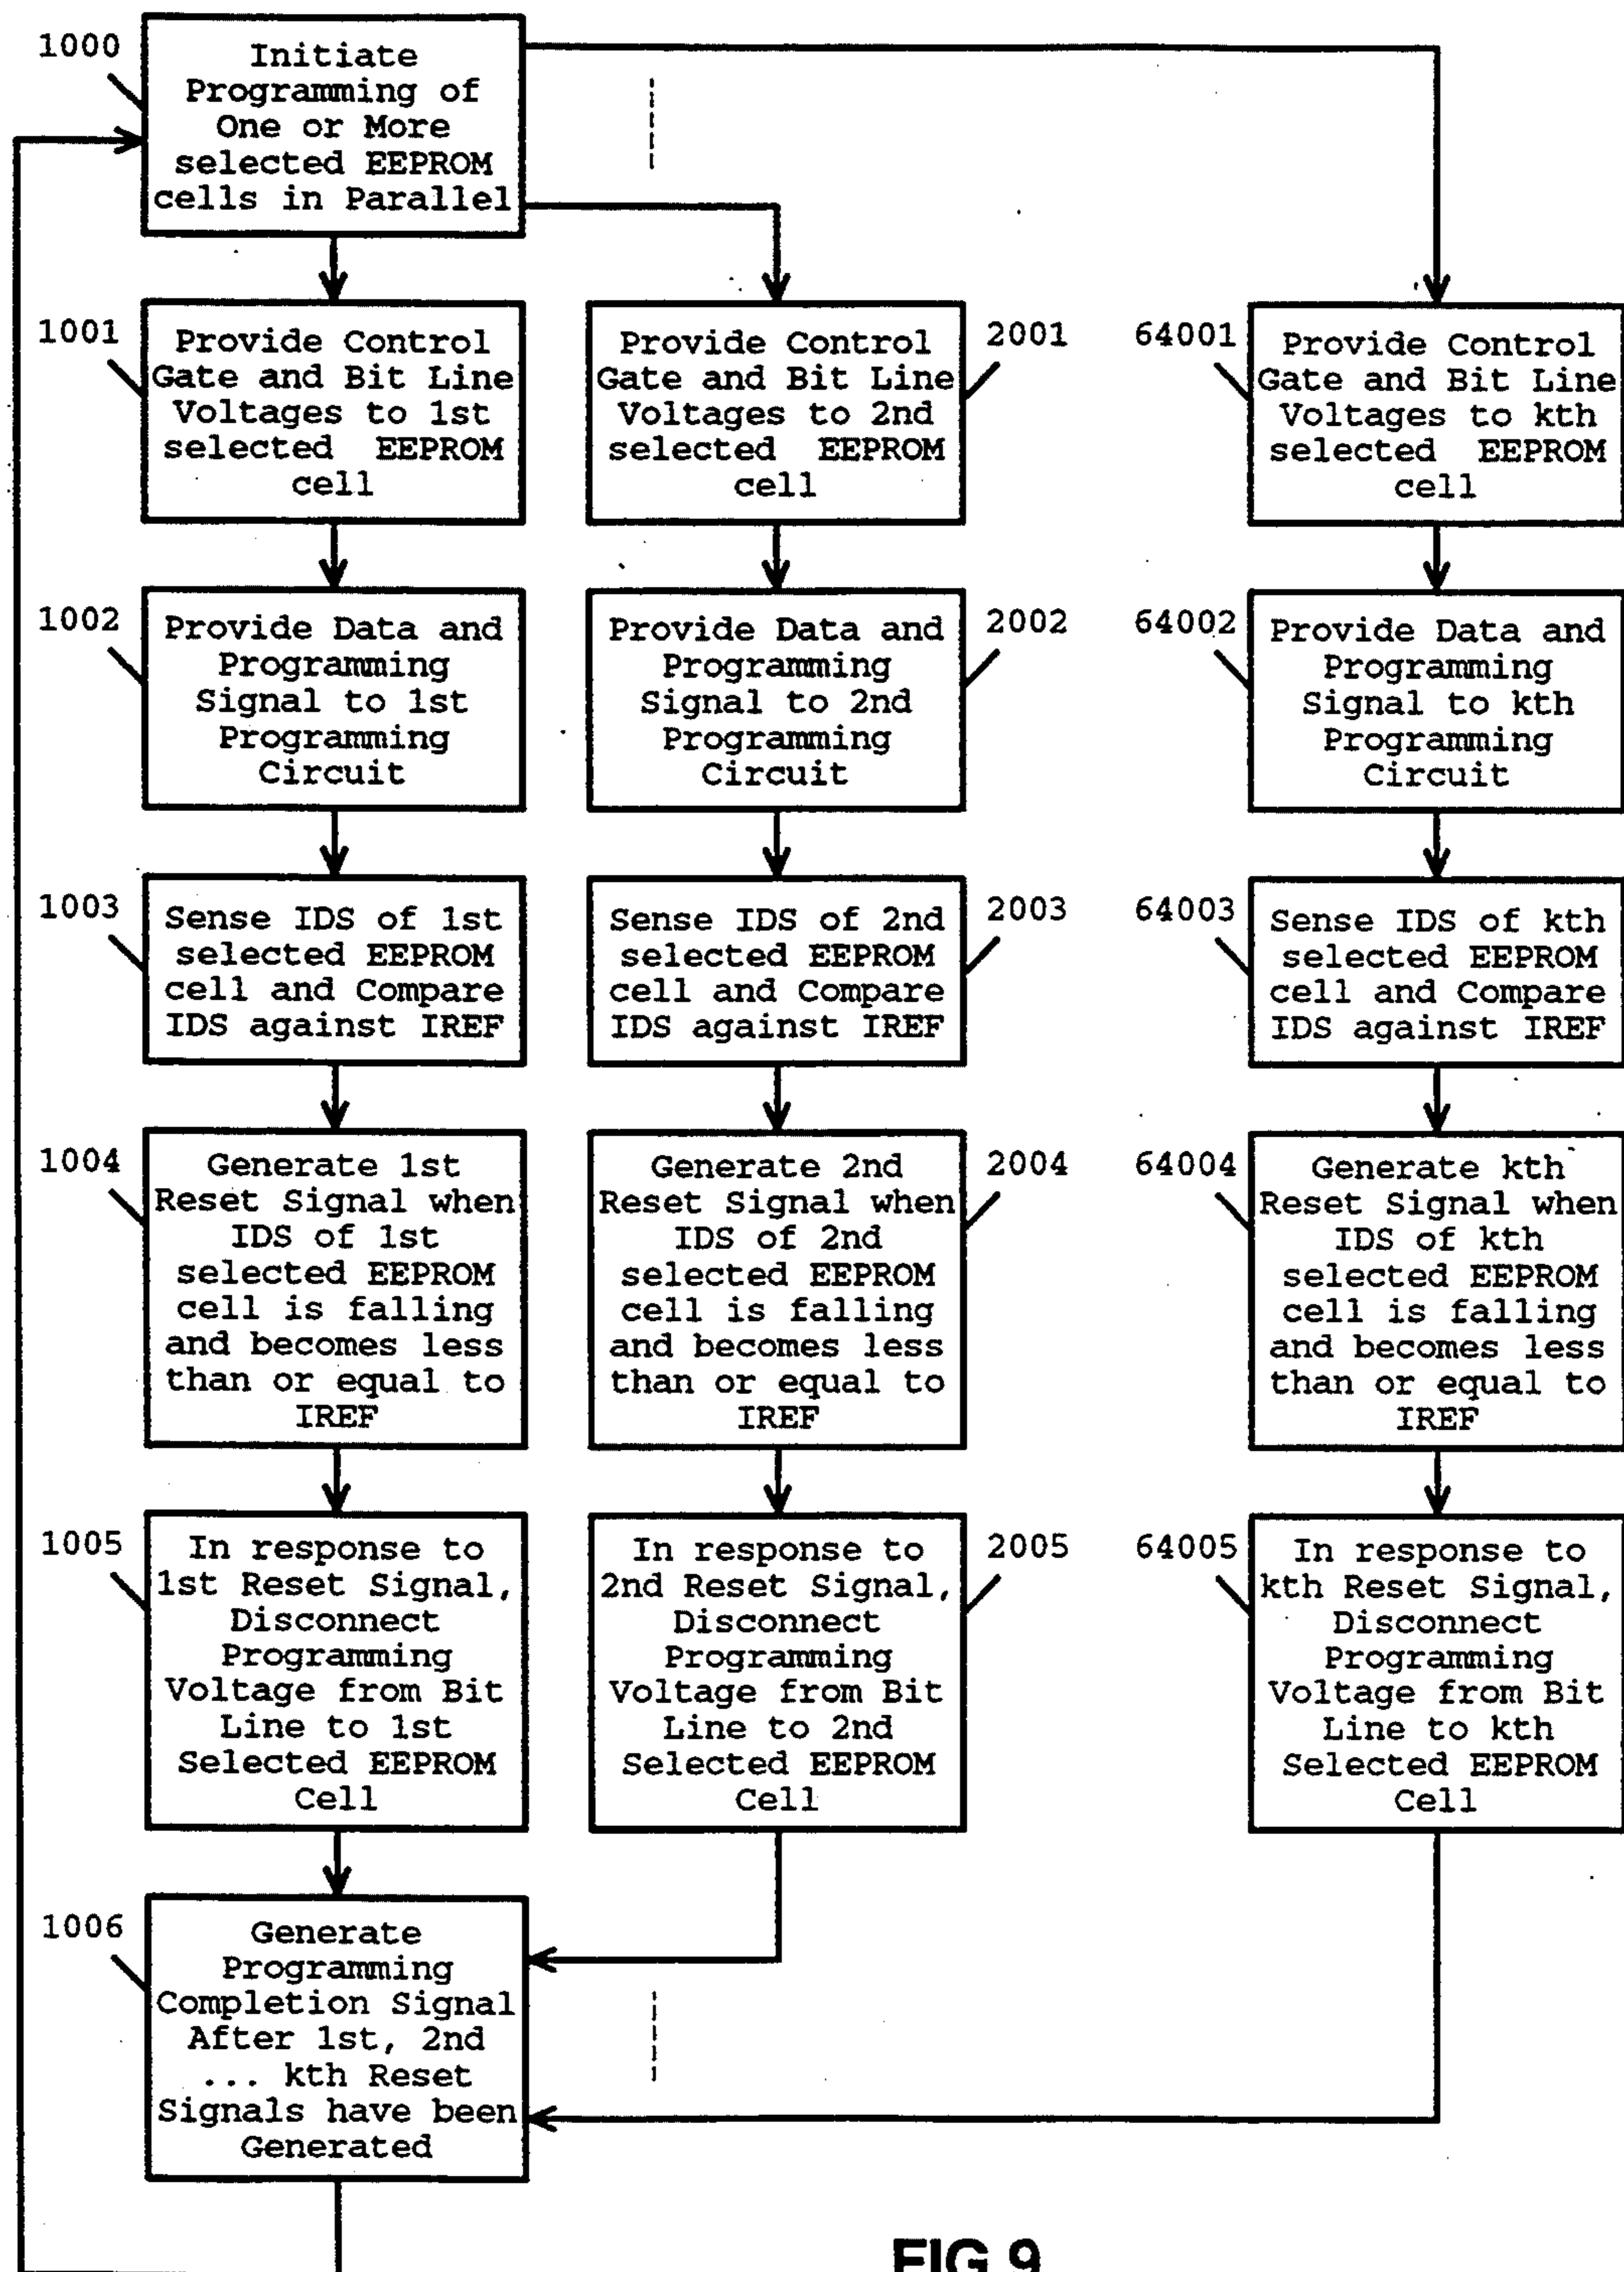 1000
Initiate
Programming of
One or More
selected EEPROM
cells in Parallel
1001
Provide Control
Gate and Bit Line
Voltages to 1st
selected EEPROM
cell
Provide Control
Gate and Bit Line
Voltages to 2nd
selected EEPROM
cell
2001
64001
Provide Control
Gate and Bit Line
Voltages to kth
selected EEPROM
cell
1002
Provide Data and
Programming
Signal to 1st
Programming
Circuit
Provide Data and
Programming
Signal to 2nd
Programming
Circuit
2002
64002
Provide Data and
Programming
Signal to kth
Programming
Circuit
1003
Sense IDS of 1st
selected EEPROM
cell and Compare
IDS against IREF
Sense IDS of 2nd
selected EEPROM
cell and Compare
IDS against IREF
2003
64003
Sense IDS of kth
selected EEPROM
cell and Compare
IDS against IREF
1004
Generate 1st
Reset Signal when
IDS of 1st
selected EEPROM
cell is falling
and becomes less
than or equal to
IREF
Generate 2nd
Reset Signal when
IDS of 2nd
selected EEPROM
cell is falling
and becomes less
than or equal to
IREF
2004
64004
Generate kth
Reset Signal when
IDS of kth
selected EEPROM
cell is falling
and becomes less
than or equal to
IREF
1005
In response to
1st Reset Signal,
Disconnect
Programming
Voltage from Bit
Line to 1st
Selected EEPROM
Cell
In response to
2nd Reset Signal,
Disconnect
Programming
Voltage from Bit
Line to 2nd
Selected EEPROM
Cell
2005
64005
In response to
kth Reset Signal,
Disconnect
Programming
Voltage from Bit
Line to kth
Selected EEPROM
Cell
1006
Generate
Programming
Completion Signal
After 1st, 2nd
... kth Reset
Signals have been
Generated
FIG.9